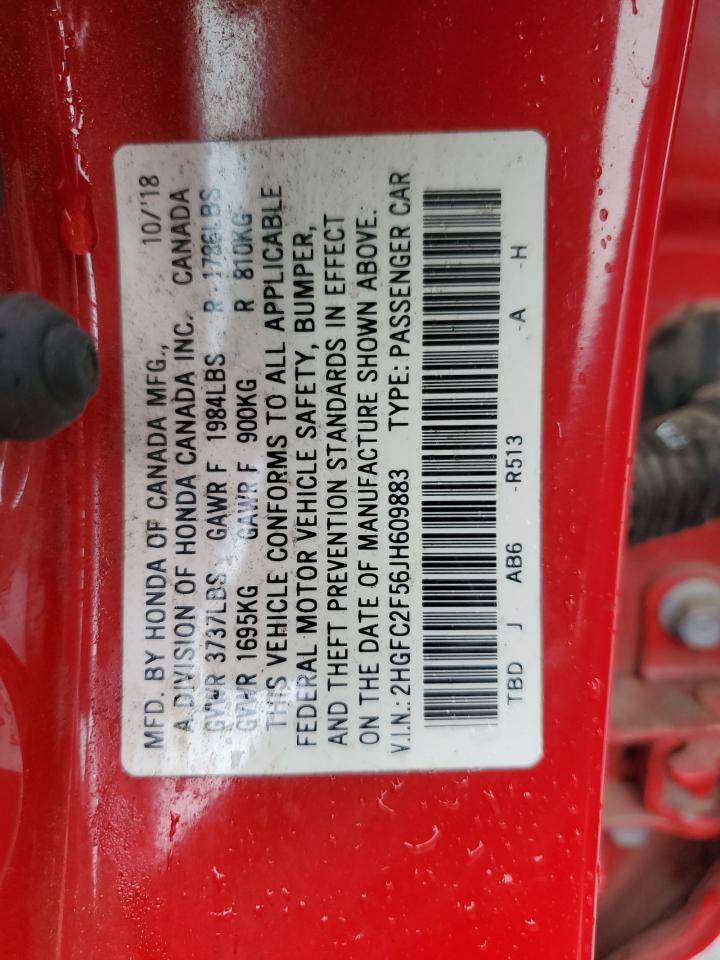 MFD. BY HONDA OF CANADA MFG., 10/'18
A DIVISION OF HONDA CANADA INC. CANADA
GVWR 3737LBS GAWR F 1984LBS R 1786LBS
GVWR 1695KG GAWR F 900KG R 810KG
THIS VEHICLE CONFORMS TO ALL APPLICABLE
FEDERAL MOTOR VEHICLE SAFETY, BUMPER,
AND THEFT PREVENTION STANDARDS IN EFFECT
ON THE DATE OF MANUFACTURE SHOWN ABOVE.
V.I.N.: 2HGFC2F56JH609883 TYPE: PASSENGER CAR
TBD J AB6 -R513 -A -H